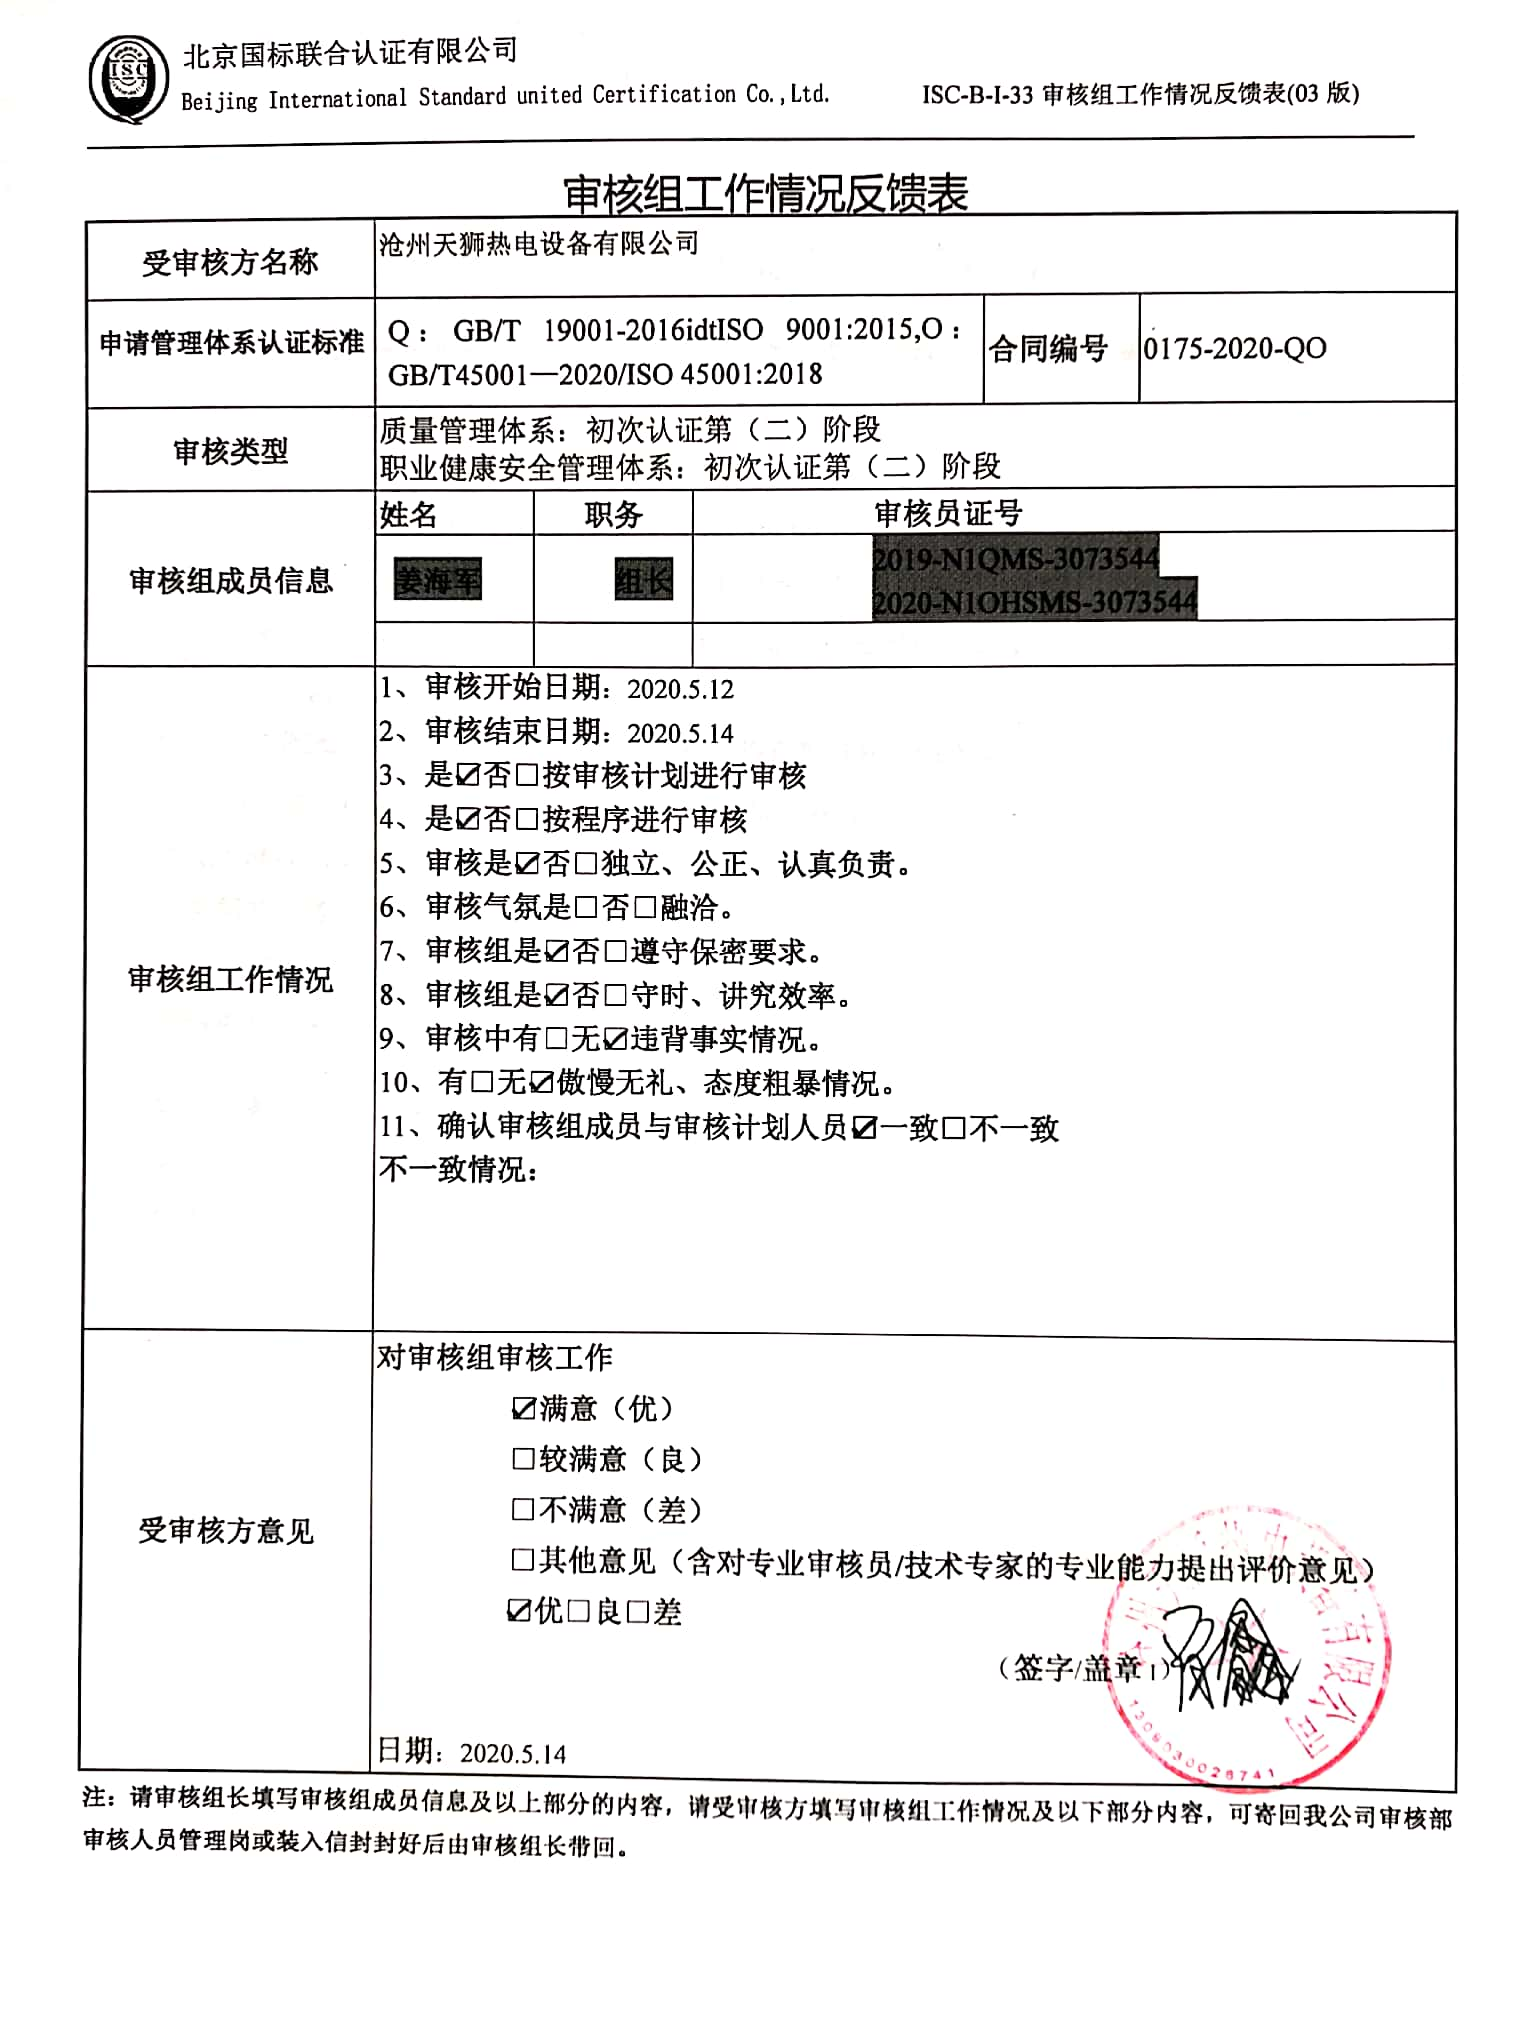 ISC
北京国标联合认证有限公司
Beijing International Standard united Certification Co.,Ltd.
ISC-B-I-33 审核组工作情况反馈表(03 版)
审核组工作情况反馈表
受审核方名称
沧州天狮热电设备有限公司
申请管理体系认证标准
Q： GB/T 19001-2016idtISO 9001:2015,O：
GB/T45001—2020/ISO 45001:2018
合同编号
0175-2020-QO
审核类型
质量管理体系：初次认证第（二）阶段
职业健康安全管理体系：初次认证第（二）阶段
审核组成员信息
姓名 职务 审核员证号
姜海军 组长 2019-N1QMS-3073544
2020-N1OHSMS-3073544
审核组工作情况
1、审核开始日期：2020.5.12
2、审核结束日期：2020.5.14
3、是☑否□按审核计划进行审核
4、是☑否□按程序进行审核
5、审核是☑否□独立、公正、认真负责。
6、审核气氛是□否□融洽。
7、审核组是☑否□遵守保密要求。
8、审核组是☑否□守时、讲究效率。
9、审核中有□无☑违背事实情况。
10、有□无☑傲慢无礼、态度粗暴情况。
11、确认审核组成员与审核计划人员☑一致□不一致
不一致情况：
受审核方意见
对审核组审核工作
☑满意（优）
□较满意（良）
□不满意（差）
□其他意见（含对专业审核员/技术专家的专业能力提出评价意见）
☑优□良□差
（签字/盖章）
日期：2020.5.14
有限公司
注：请审核组长填写审核组成员信息及以上部分的内容，请受审核方填写审核组工作情况及以下部分内容，可寄回我公司审核部
审核人员管理岗或装入信封封好后由审核组长带回。